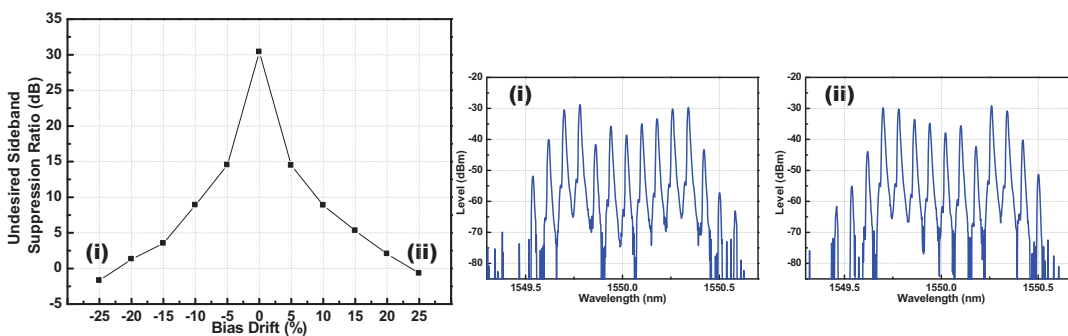 Undesired Sideband
Suppression Ratio (dB)
35
30
25
20
15
10
5
0
-5
(i)
(ii)
-25 -20 -15 -10 -5 0 5 10 15 20 25
Bias Drift (%)
(i)
Level (dBm)
-20
-30
-40
-50
-60
-70
-80
1549.5 1550.0 1550.5
Wavelength (nm)
(ii)
Level (dBm)
-20
-30
-40
-50
-60
-70
-80
1549.5 1550.0 1550.5
Wavelength (nm)